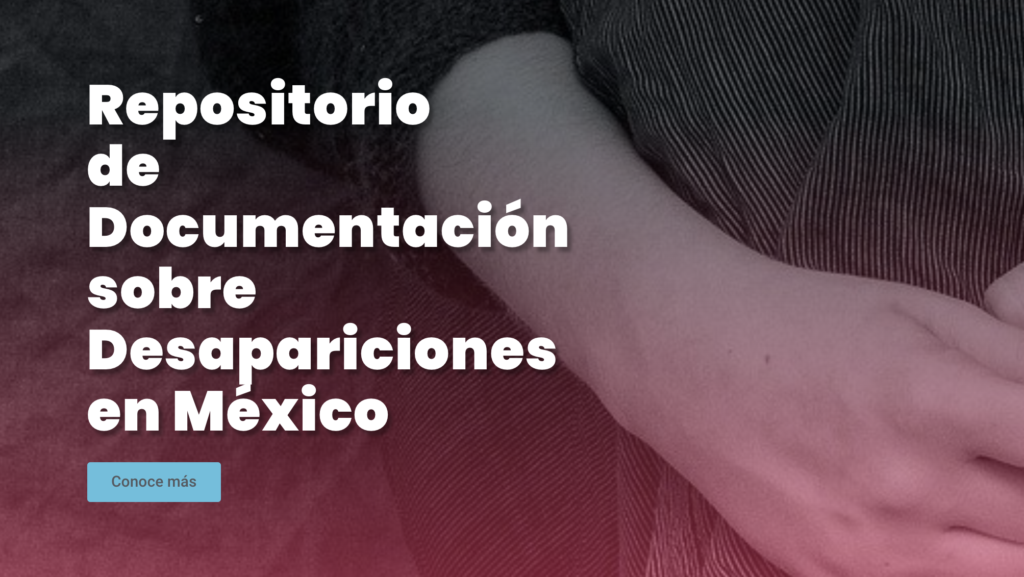 Repositorio
de
Documentación
sobre
Desapariciones
en México
Conoce más